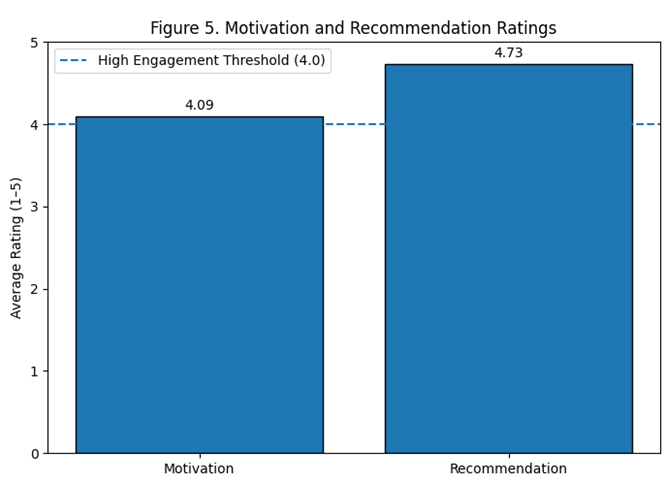 Figure 5. Motivation and Recommendation Ratings
High Engagement Threshold (4.0)
4.09
4.73
Average Rating (1–5)
5
4
3
2
1
0
Motivation
Recommendation